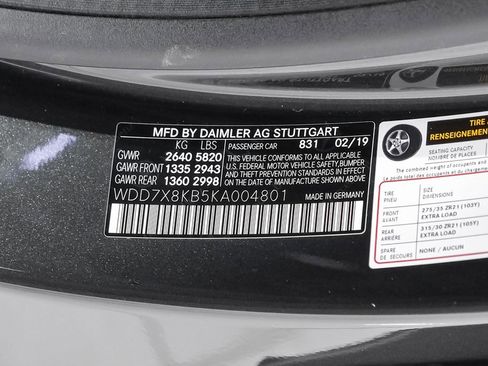 MFD BY DAIMLER AG STUTTGART
KG LBS PASSENGER CAR 831 02/19
GVWR 2640 5820 THIS VEHICLE CONFORMS TO ALL APPLICABLE
GAWR FRONT 1335 2943 U.S. FEDERAL MOTOR VEHICLE SAFETY, BUMPER
GAWR REAR 1360 2998 AND THEFT PREVENTION STANDARDS IN EFFECT
ON THE DATE OF MANUFACTURE SHOWN ABOVE.
WDD7X8KB5KA004801 MADE IN GERMANY
TIRE
RENSEIGNEMEN
SEATING CAPACITY
TIRE
PNEU
SIZE
DIMENSIONS
FRONT
AVANT
275/35 ZR21 (103Y)
EXTRA LOAD
REAR
ARRIÈRE
315/30 ZR21 (105Y)
EXTRA LOAD
SPARE
DE SECOURS
NONE / AUCUN